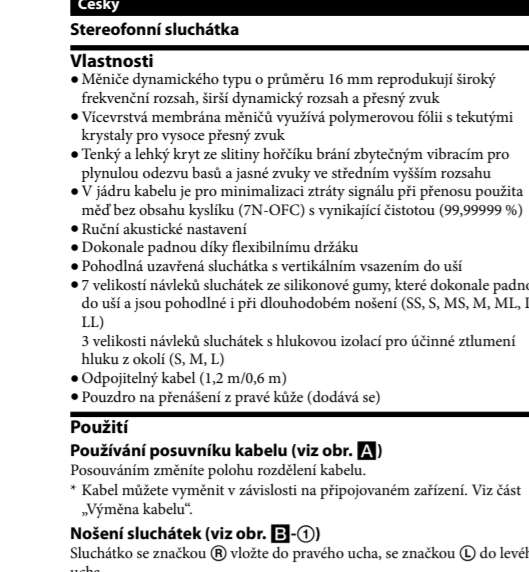 Česky
Stereofonní sluchátka
Vlastnosti
● Měniče dynamického typu o průměru 16 mm reprodukují široký
frekvenční rozsah, širší dynamický rozsah a přesný zvuk
● Vícevrstvá membrána měničů využívá polymerovou fólii s tekutými
krystaly pro vysoce přesný zvuk
● Tenký a lehký kryt ze slitiny hořčíku brání zbytečným vibracím pro
plynulou odezvu basů a jasné zvuky ve středním vyšším rozsahu
● V jádru kabelu je pro minimalizaci ztráty signálu při přenosu použita
měď bez obsahu kyslíku (7N-OFC) s vynikající čistotou (99,99999 %)
● Ruční akustické nastavení
● Dokonale padnou díky flexibilnímu držáku
● Pohodlná uzavřená sluchátka s vertikálním vsazením do uší
● 7 velikostí návleků sluchátek ze silikonové gumy, které dokonale padno
do uší a jsou pohodlné i při dlouhodobém nošení (SS, S, MS, M, ML,
LL)
3 velikosti návleků sluchátek s hlukovou izolací pro účinné ztlumení
hluku z okolí (S, M, L)
● Odpojitelný kabel (1,2 m/0,6 m)
● Pouzdro na přenášení z pravé kůže (dodává se)
Použití
Používání posuvníku kabelu (viz obr. A)
Posouváním změníte polohu rozdělení kabelu.
* Kabel můžete vyměnit v závislosti na připojovaném zařízení. Viz část
„Výměna kabelu“.
Nošení sluchátek (viz obr. B-①)
Sluchátko se značkou Ⓡ vložte do pravého ucha, se značkou Ⓛ do levéh